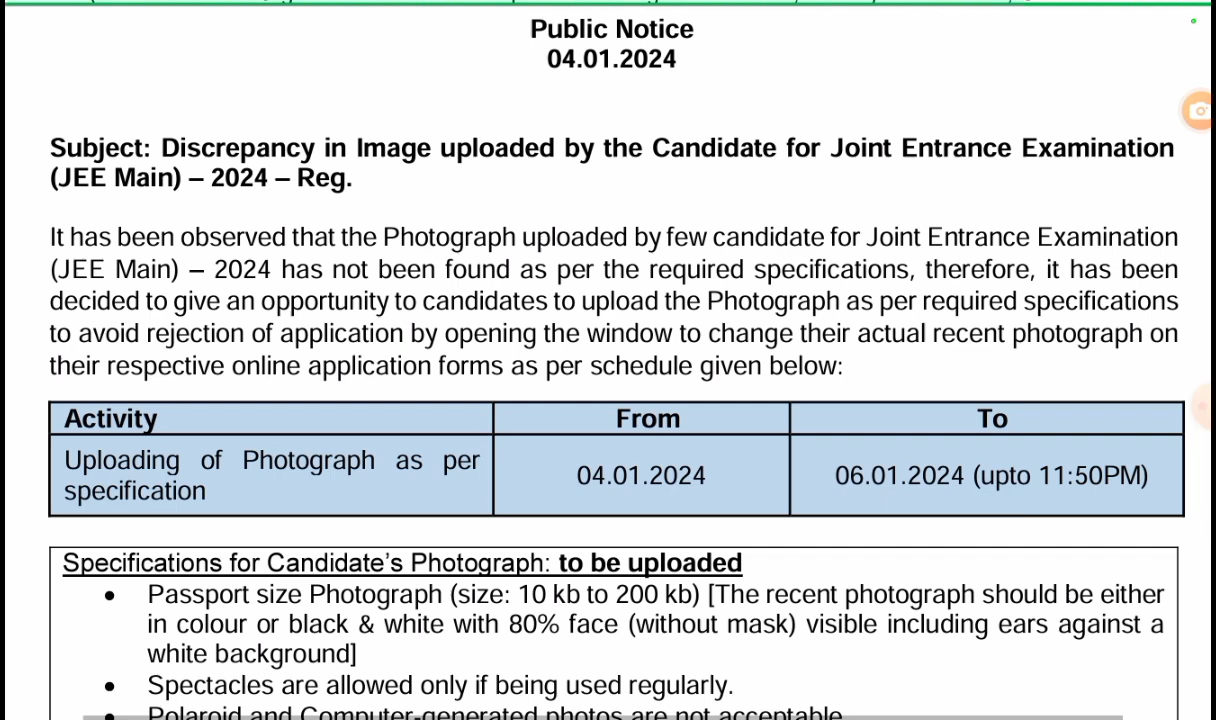 Public Notice
04.01.2024
Subject: Discrepancy in Image uploaded by the Candidate for Joint Entrance Examination
(JEE Main) – 2024 – Reg.
It has been observed that the Photograph uploaded by few candidate for Joint Entrance Examination
(JEE Main) – 2024 has not been found as per the required specifications, therefore, it has been
decided to give an opportunity to candidates to upload the Photograph as per required specifications
to avoid rejection of application by opening the window to change their actual recent photograph on
their respective online application forms as per schedule given below:
Activity From To
Uploading of Photograph as per
specification
04.01.2024 06.01.2024 (upto 11:50PM)
Specifications for Candidate's Photograph: to be uploaded
• Passport size Photograph (size: 10 kb to 200 kb) [The recent photograph should be either
in colour or black & white with 80% face (without mask) visible including ears against a
white background]
• Spectacles are allowed only if being used regularly.
• Polaroid and Computer-generated photos are not acceptable